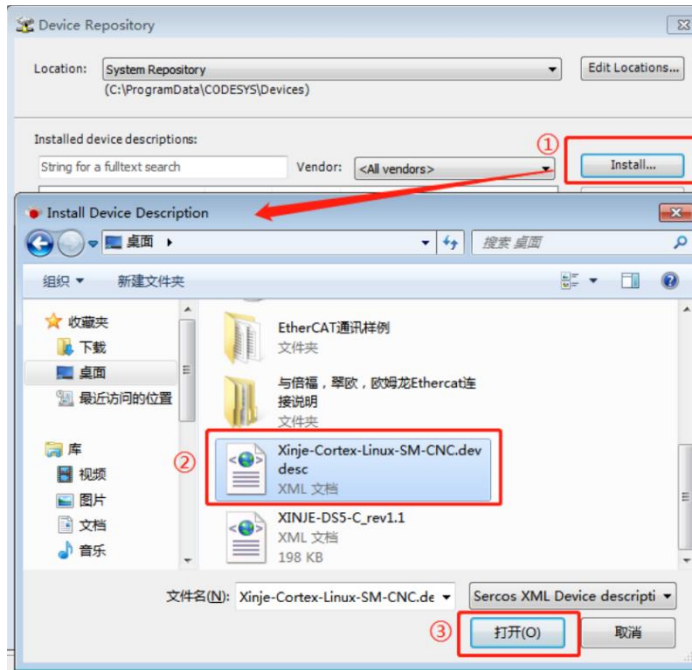 Device Repository
Location: System Repository Edit Locations...
(C:\ProgramData\CODESYS\Devices)
Installed device descriptions:
①
String for a fulltext search Vendor: <All vendors> Install...
Install Device Description
桌面 搜索 桌面
组织 新建文件夹
收藏夹
下载
桌面
最近访问的位置
库
视频
图片
文档
音乐
EtherCAT通讯样例
文件夹
与倍福，翠欧，欧姆龙Ethercat连
接说明
文件夹
②
Xinje-Cortex-Linux-SM-CNC.dev
desc
XML 文档
XINJE-DS5-C_rev1.1
XML 文档
198 KB
文件名(N): Xinje-Cortex-Linux-SM-CNC.de Sercos XML Device descripti
③ 打开(O) 取消